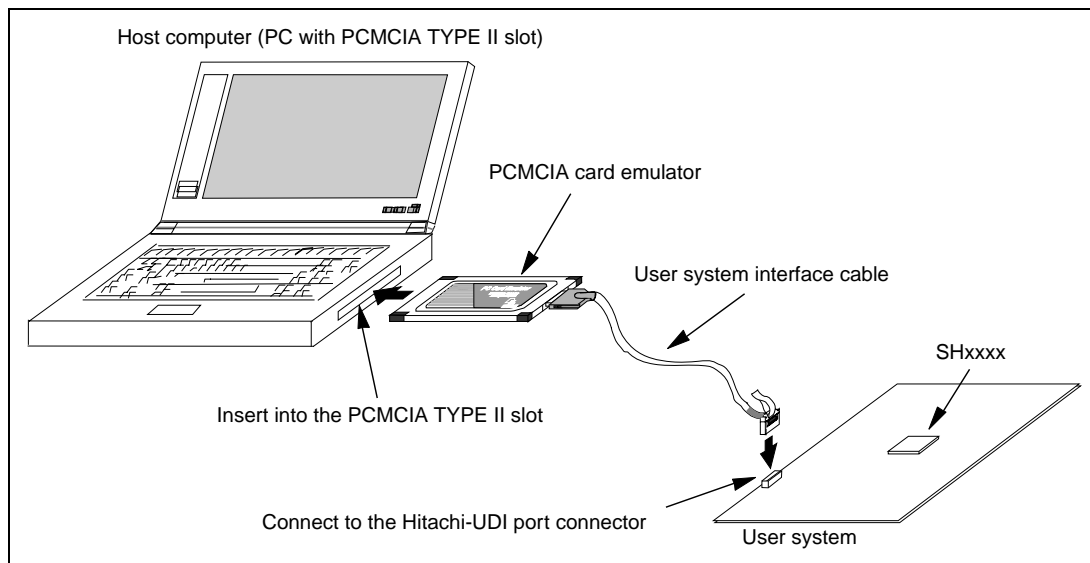 Host computer (PC with PCMCIA TYPE II slot)
PCMCIA card emulator
User system interface cable
SHxxxx
Insert into the PCMCIA TYPE II slot
Connect to the Hitachi-UDI port connector
User system